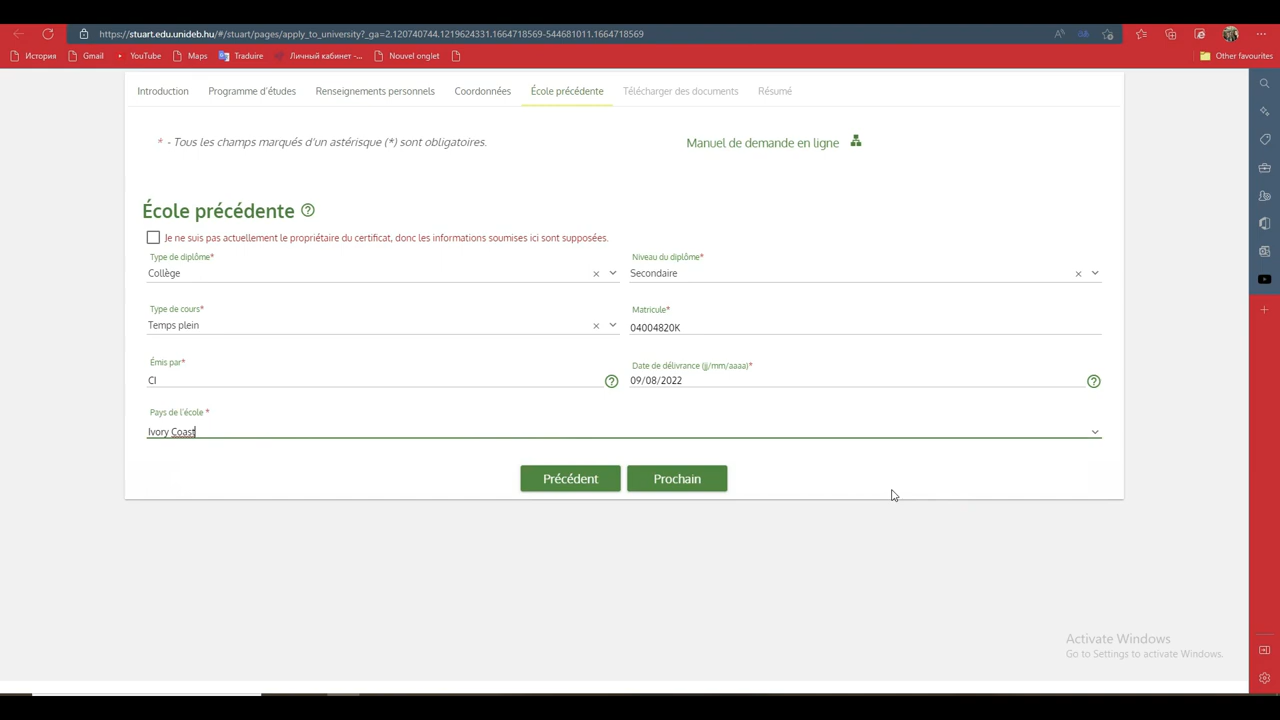 https://stuart.edu.unideb.hu/#/stuart/pages/apply_to_university?_ga=2.120740744.1219624331.1664718569-544681011.1664718569
История Gmail YouTube Maps Traduire Личный кабинет -... Nouvel onglet Other favourites
Introduction Programme d'études Renseignements personnels Coordonnées École précédente Télécharger des documents Résumé
* - Tous les champs marqués d'un astérisque (*) sont obligatoires. Manuel de demande en ligne
École précédente
Je ne suis pas actuellement le propriétaire du certificat, donc les informations soumises ici sont supposées.
Type de diplôme* Niveau du diplôme*
Collège Secondaire
Type de cours* Matricule*
Temps plein 04004820K
Émis par* Date de délivrance (jj/mm/aaaa)*
CI 09/08/2022
Pays de l'école *
Ivory Coast
Précédent Prochain
Activate Windows
Go to Settings to activate Windows.